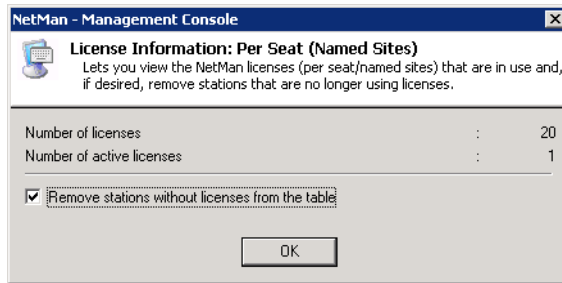 NetMan - Management Console
License Information: Per Seat (Named Sites)
Lets you view the NetMan licenses (per seat/named sites) that are in use and,
if desired, remove stations that are no longer using licenses.
Number of licenses : 20
Number of active licenses : 1
Remove stations without licenses from the table
OK